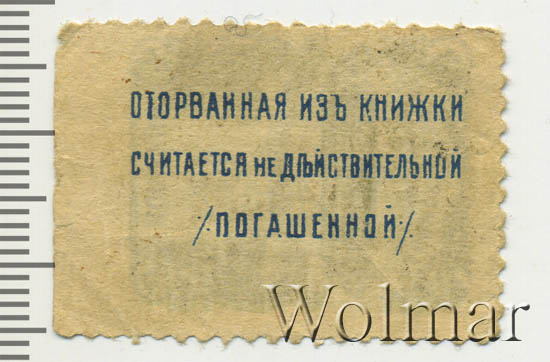 ОТОРВАННАЯ ИЗЪ КНИЖКИ
СЧИТАЕТСЯ НЕ ДѢЙСТВИТЕЛЬНОЙ
/ПОГАШЕННОЙ/.
Wolmar